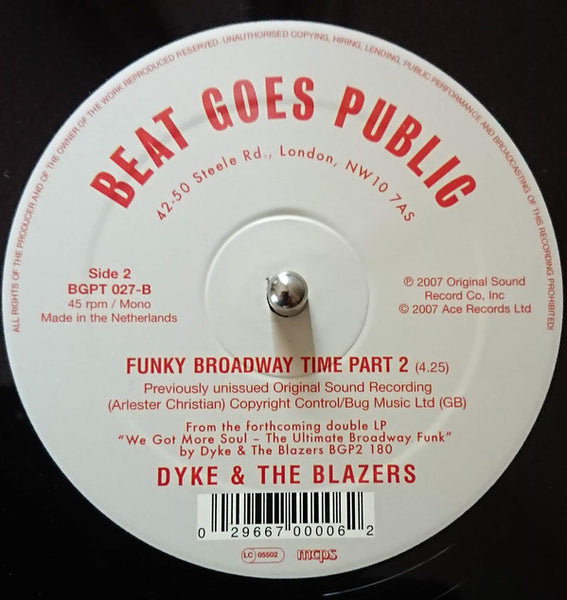 ALL RIGHTS OF THE PRODUCER AND OF THE OWNER OF THE WORK REPRODUCED RESERVED. UNAUTHORISED COPYING, HIRING, LENDING, PUBLIC PERFORMANCE AND BROADCASTING OF THIS RECORDING PROHIBITED!
BEAT GOES PUBLIC
42-50 Steele Rd., London, NW10 7AS
Side 2
BGPT 027-B
45 rpm / Mono
Made in the Netherlands
℗ 2007 Original Sound
Record Co, Inc
© 2007 Ace Records Ltd
FUNKY BROADWAY TIME PART 2 (4.25)
Previously unissued Original Sound Recording
(Arlester Christian) Copyright Control/Bug Music Ltd (GB)
From the forthcoming double LP
“We Got More Soul – The Ultimate Broadway Funk”
by Dyke & The Blazers BGP2 180
DYKE & THE BLAZERS
0 29667 00006 2
LC 05502 mcps